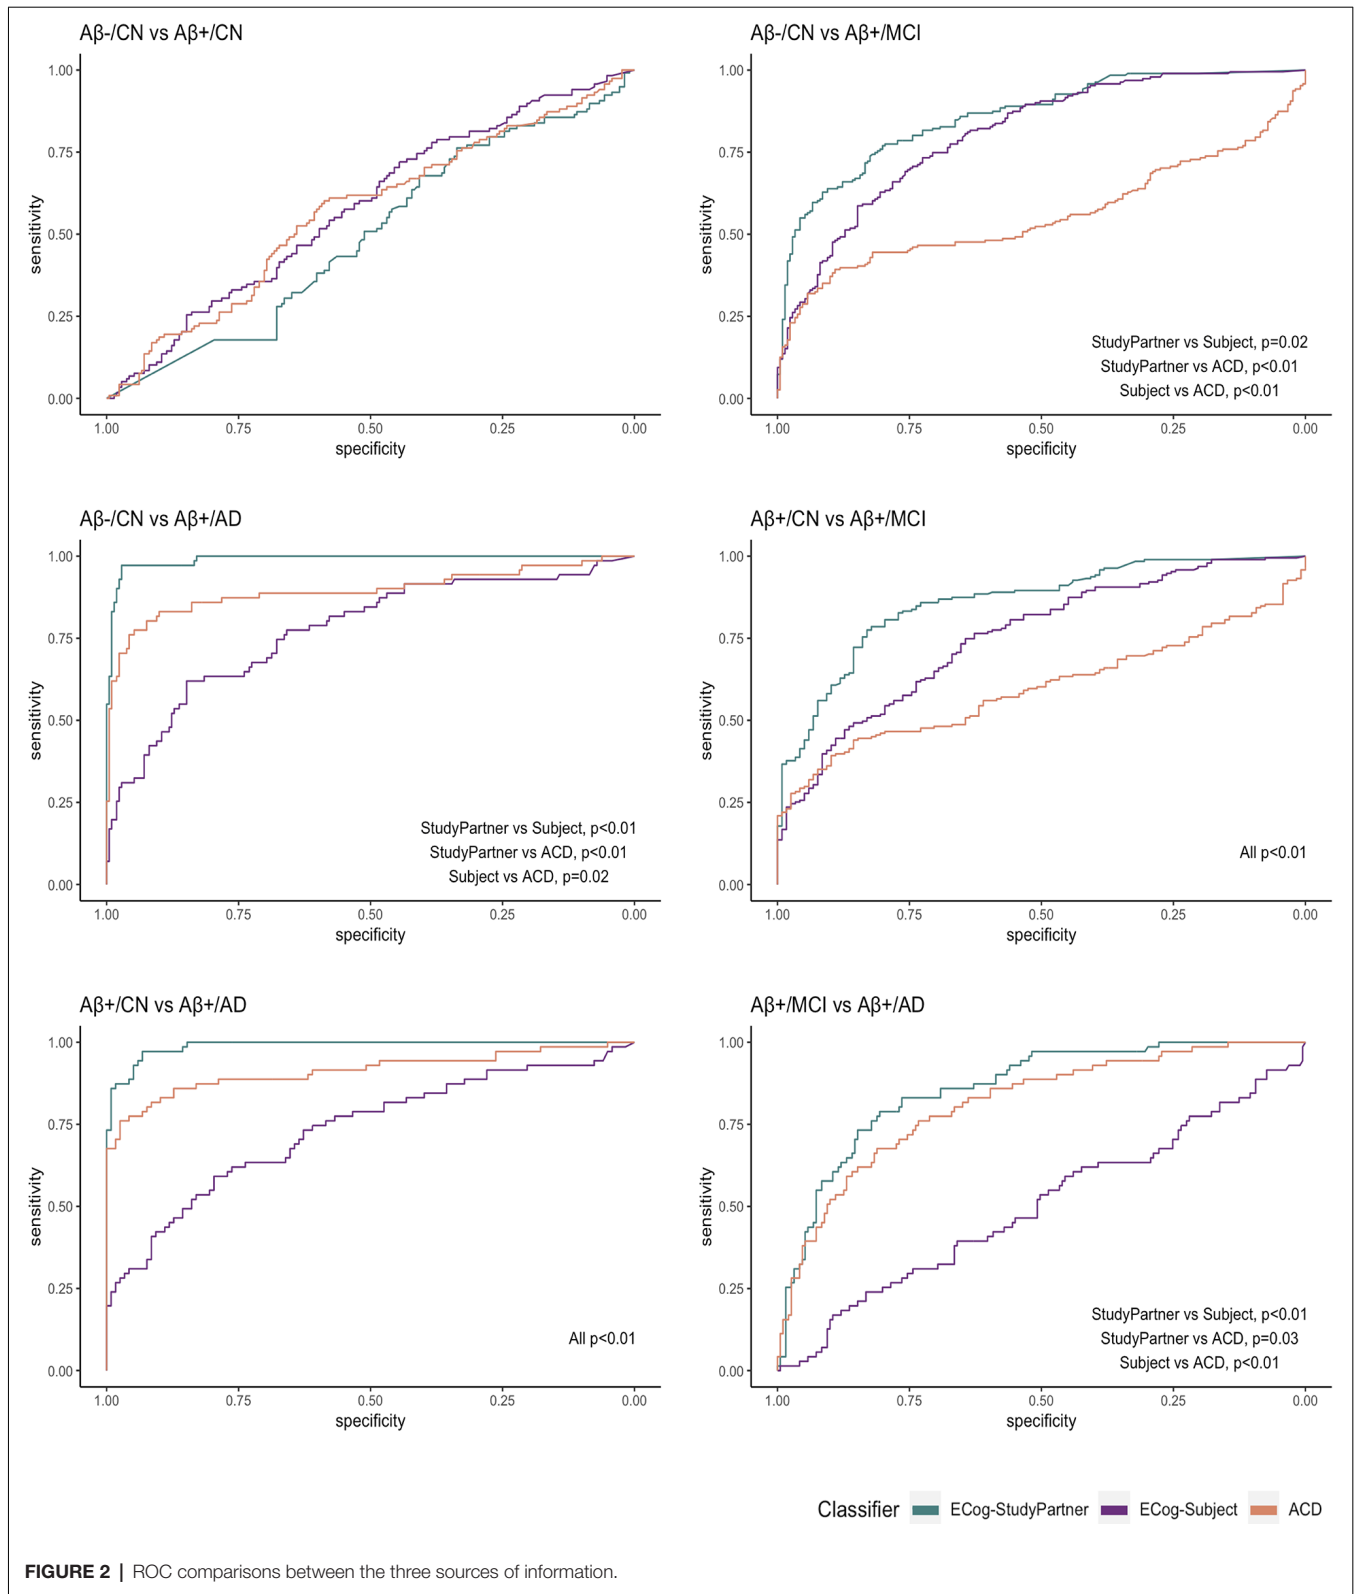 Aβ-/CN vs Aβ+/CN
1.00
0.75
0.50
0.25
0.00
sensitivity
1.00 0.75 0.50 0.25 0.00
specificity
Aβ-/CN vs Aβ+/MCI
1.00
0.75
0.50
0.25
0.00
sensitivity
StudyPartner vs Subject, p=0.02
StudyPartner vs ACD, p<0.01
Subject vs ACD, p<0.01
1.00 0.75 0.50 0.25 0.00
specificity
Aβ-/CN vs Aβ+/AD
1.00
0.75
0.50
0.25
0.00
sensitivity
StudyPartner vs Subject, p<0.01
StudyPartner vs ACD, p<0.01
Subject vs ACD, p=0.02
1.00 0.75 0.50 0.25 0.00
specificity
Aβ+/CN vs Aβ+/MCI
1.00
0.75
0.50
0.25
0.00
sensitivity
All p<0.01
1.00 0.75 0.50 0.25 0.00
specificity
Aβ+/CN vs Aβ+/AD
1.00
0.75
0.50
0.25
0.00
sensitivity
All p<0.01
1.00 0.75 0.50 0.25 0.00
specificity
Aβ+/MCI vs Aβ+/AD
1.00
0.75
0.50
0.25
0.00
sensitivity
StudyPartner vs Subject, p<0.01
StudyPartner vs ACD, p=0.03
Subject vs ACD, p<0.01
1.00 0.75 0.50 0.25 0.00
specificity
Classifier ECog-StudyPartner ECog-Subject ACD
FIGURE 2 | ROC comparisons between the three sources of information.